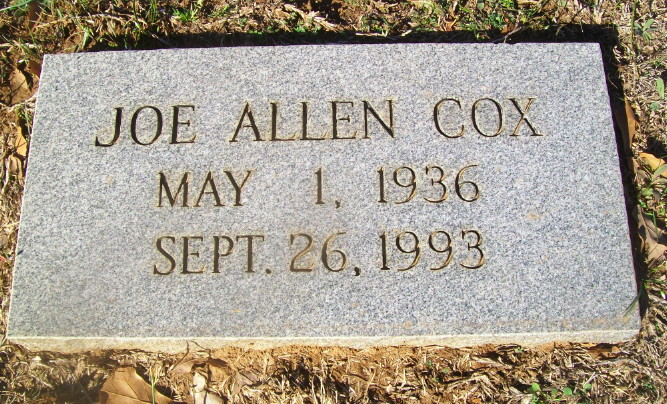 JOE ALLEN COX
MAY 1, 1936
SEPT. 26, 1993